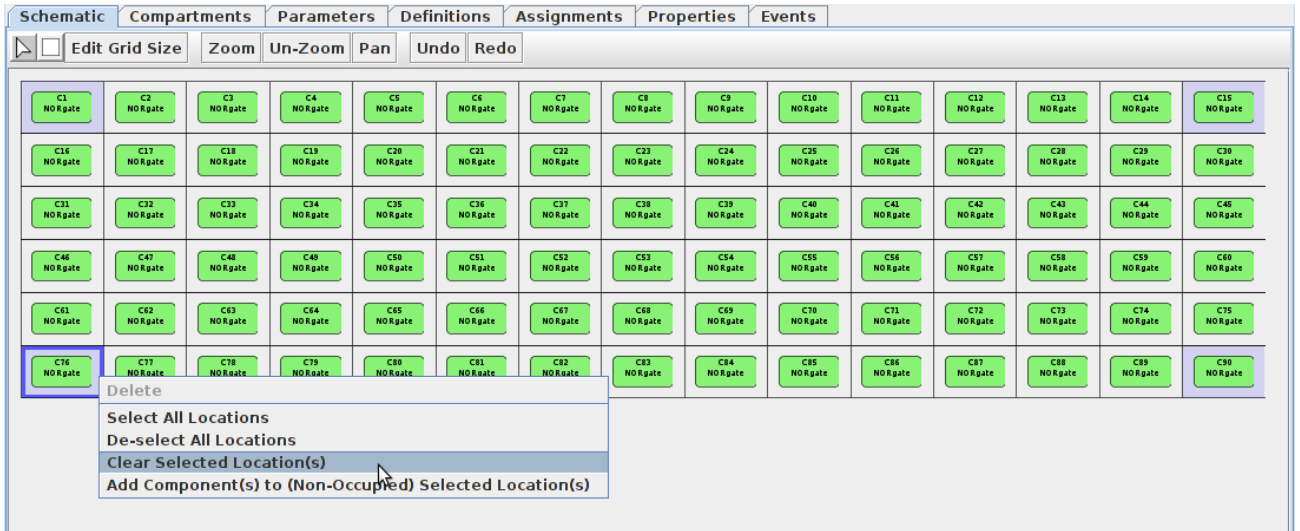 Schematic Compartments Parameters Definitions Assignments Properties Events
Edit Grid Size Zoom Un-Zoom Pan Undo Redo
C1 C2 C3 C4 C5 C6 C7 C8 C9 C10 C11 C12 C13 C14 C15
NORgate NORgate NORgate NORgate NORgate NORgate NORgate NORgate NORgate NORgate NORgate NORgate NORgate NORgate NORgate
C16 C17 C18 C19 C20 C21 C22 C23 C24 C25 C26 C27 C28 C29 C30
NORgate NORgate NORgate NORgate NORgate NORgate NORgate NORgate NORgate NORgate NORgate NORgate NORgate NORgate NORgate
C31 C32 C33 C34 C35 C36 C37 C38 C39 C40 C41 C42 C43 C44 C45
NORgate NORgate NORgate NORgate NORgate NORgate NORgate NORgate NORgate NORgate NORgate NORgate NORgate NORgate NORgate
C46 C47 C48 C49 C50 C51 C52 C53 C54 C55 C56 C57 C58 C59 C60
NORgate NORgate NORgate NORgate NORgate NORgate NORgate NORgate NORgate NORgate NORgate NORgate NORgate NORgate NORgate
C61 C62 C63 C64 C65 C66 C67 C68 C69 C70 C71 C72 C73 C74 C75
NORgate NORgate NORgate NORgate NORgate NORgate NORgate NORgate NORgate NORgate NORgate NORgate NORgate NORgate NORgate
C76 C77 C78 C79 C80 C81 C82 C83 C84 C85 C86 C87 C88 C89 C90
NORgate NORgate NORgate NORgate NORgate NORgate NORgate NORgate NORgate NORgate NORgate NORgate NORgate NORgate NORgate
Delete
Select All Locations
De-select All Locations
Clear Selected Location(s)
Add Component(s) to (Non-Occupied) Selected Location(s)